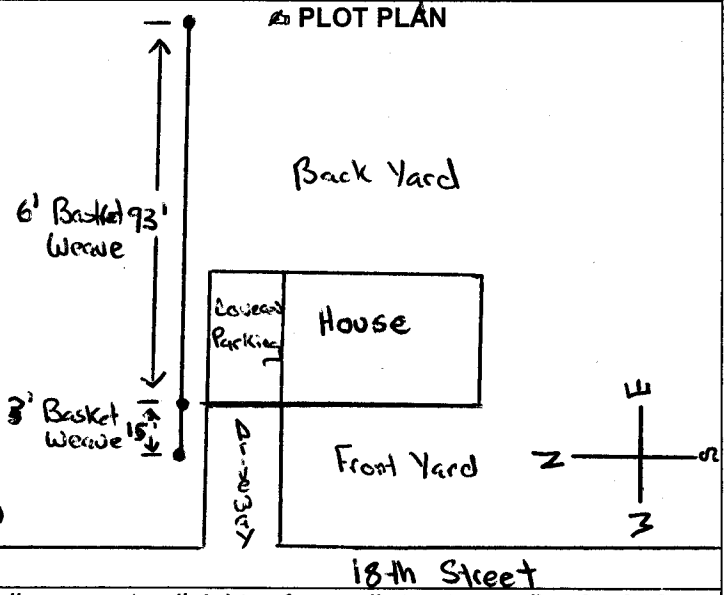 PLOT PLAN
Back Yard
6' Basket 93'
Weave
Covered
Parking
House
3' Basket
Weave 15'
Driveway
Front Yard
E
N
S
W
18th Street